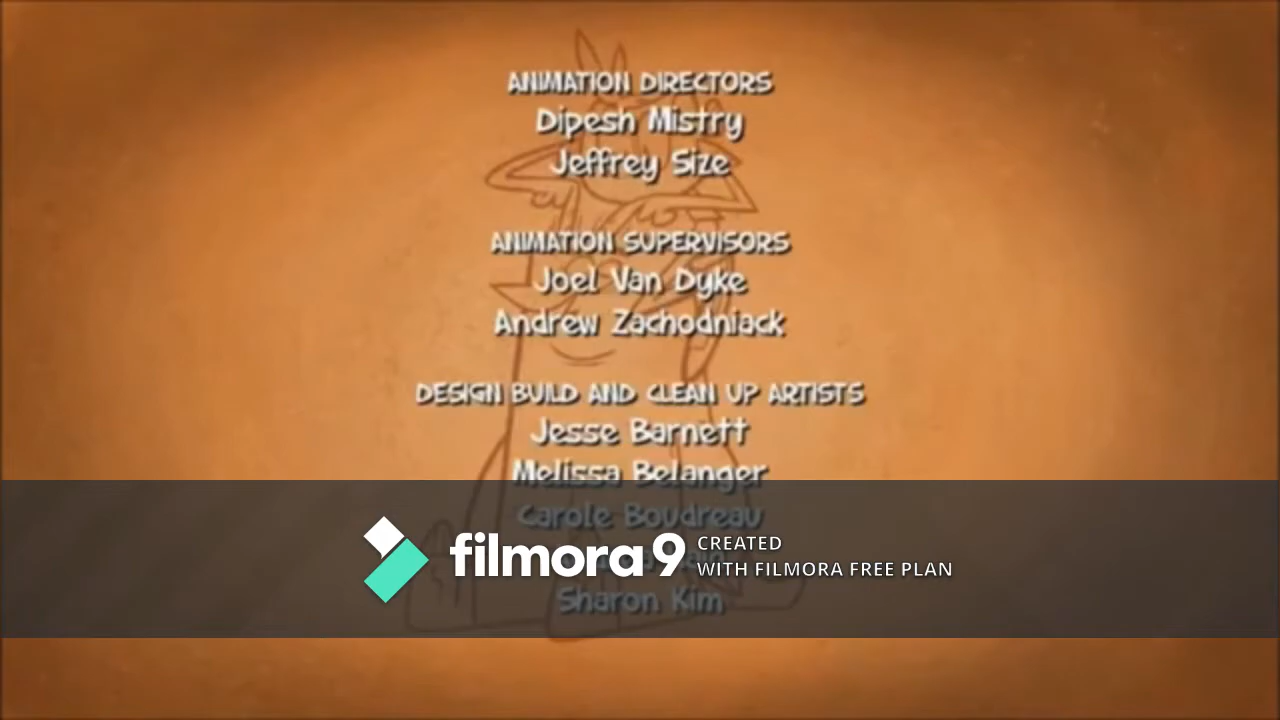 ANIMATION DIRECTORS
Dipesh Mistry
Jeffrey Size
ANIMATION SUPERVISORS
Joel Van Dyke
Andrew Zachodniack
DESIGN BUILD AND CLEAN UP ARTISTS
Jesse Barnett
Melissa Belanger
Carole Boudreau
filmora9 CREATED
WITH FILMORA FREE PLAN
Sharon Kim